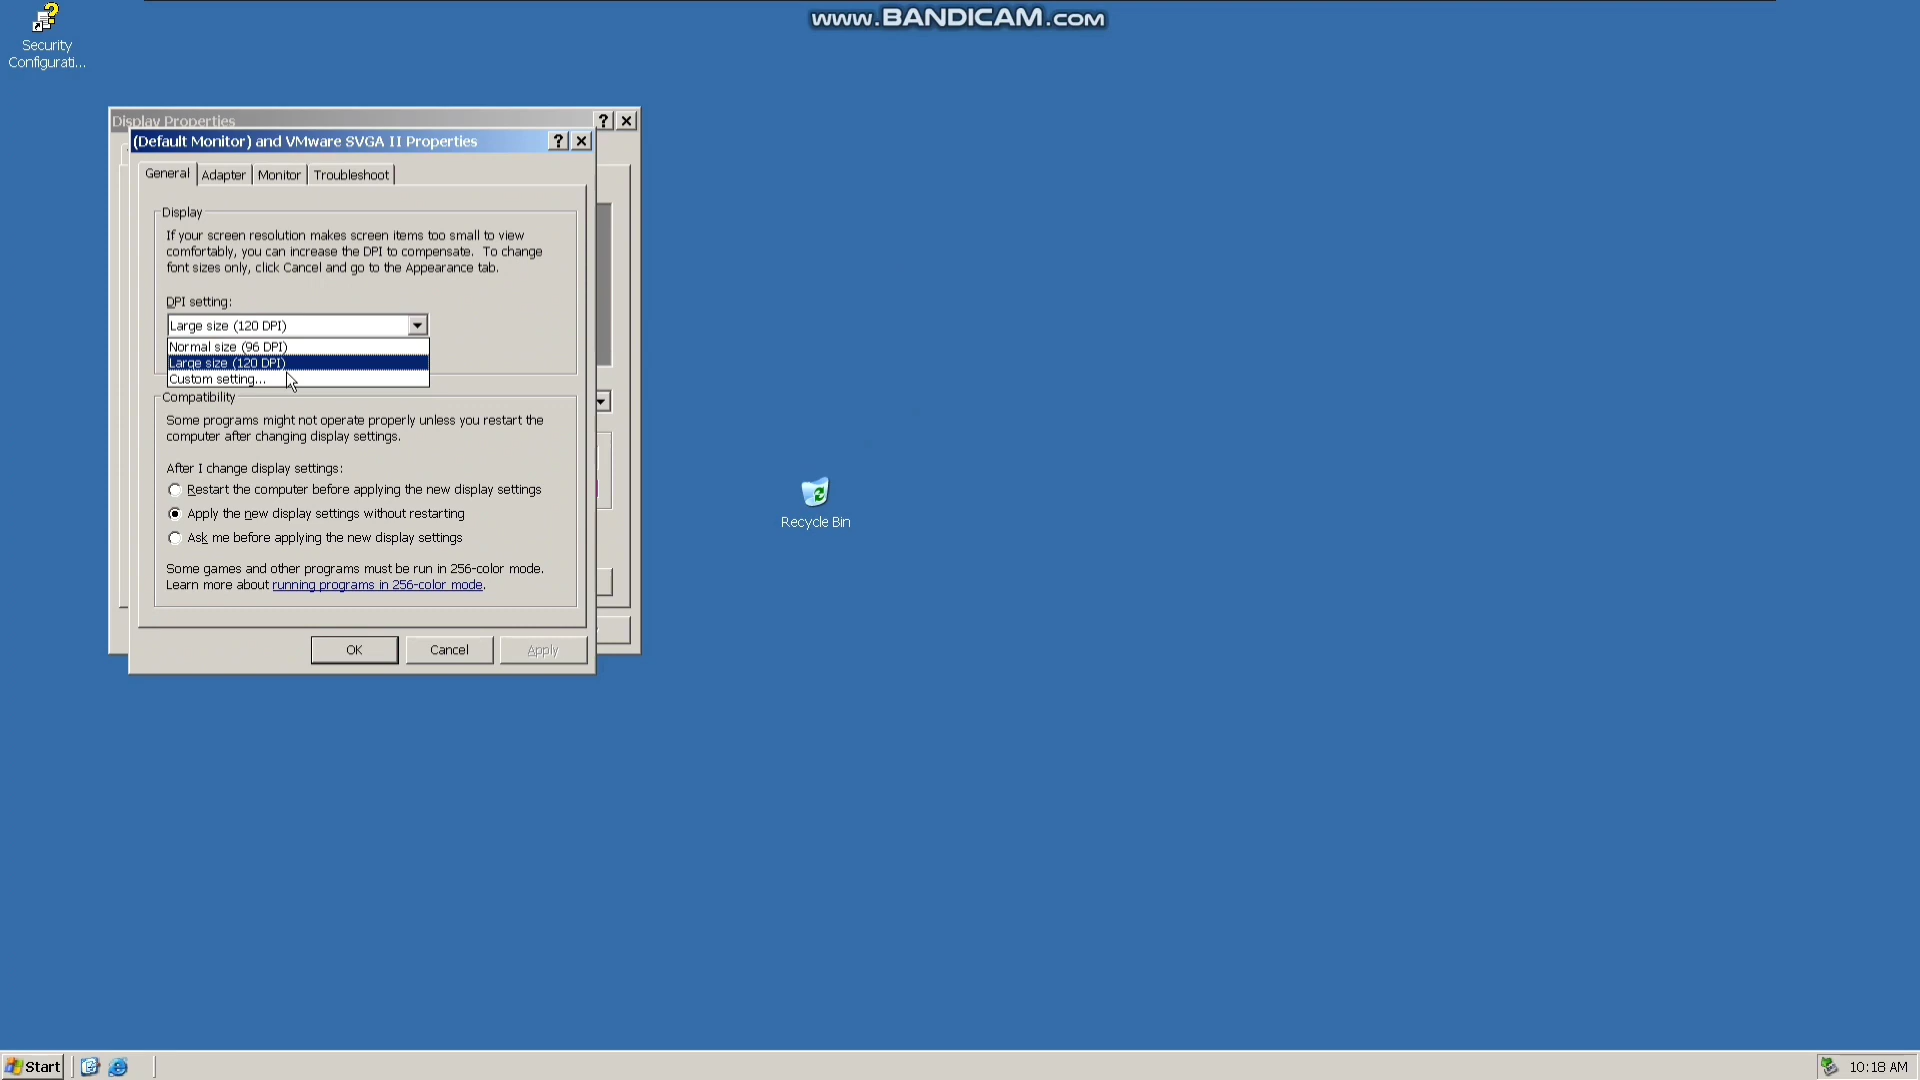 www.BANDICAM.com
Security
Configurati...
Display Properties
(Default Monitor) and VMware SVGA II Properties
General
Adapter
Monitor
Troubleshoot
Display
If your screen resolution makes screen items too small to view
comfortably, you can increase the DPI to compensate. To change
font sizes only, click Cancel and go to the Appearance tab.
DPI setting:
Large size (120 DPI)
Normal size (96 DPI)
Large size (120 DPI)
Custom setting...
Compatibility
Some programs might not operate properly unless you restart the
computer after changing display settings.
After I change display settings:
Restart the computer before applying the new display settings
Apply the new display settings without restarting
Ask me before applying the new display settings
Some games and other programs must be run in 256-color mode.
Learn more about running programs in 256-color mode.
OK
Cancel
Apply
Recycle Bin
Start
10:18 AM